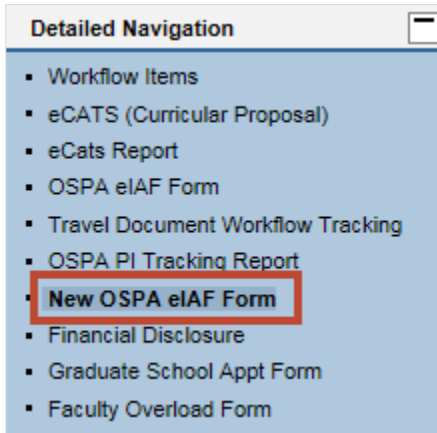 Detailed Navigation
Workflow Items
eCATS (Curricular Proposal)
eCats Report
OSPA eIAF Form
Travel Document Workflow Tracking
OSPA PI Tracking Report
New OSPA eIAF Form
Financial Disclosure
Graduate School Appt Form
Faculty Overload Form